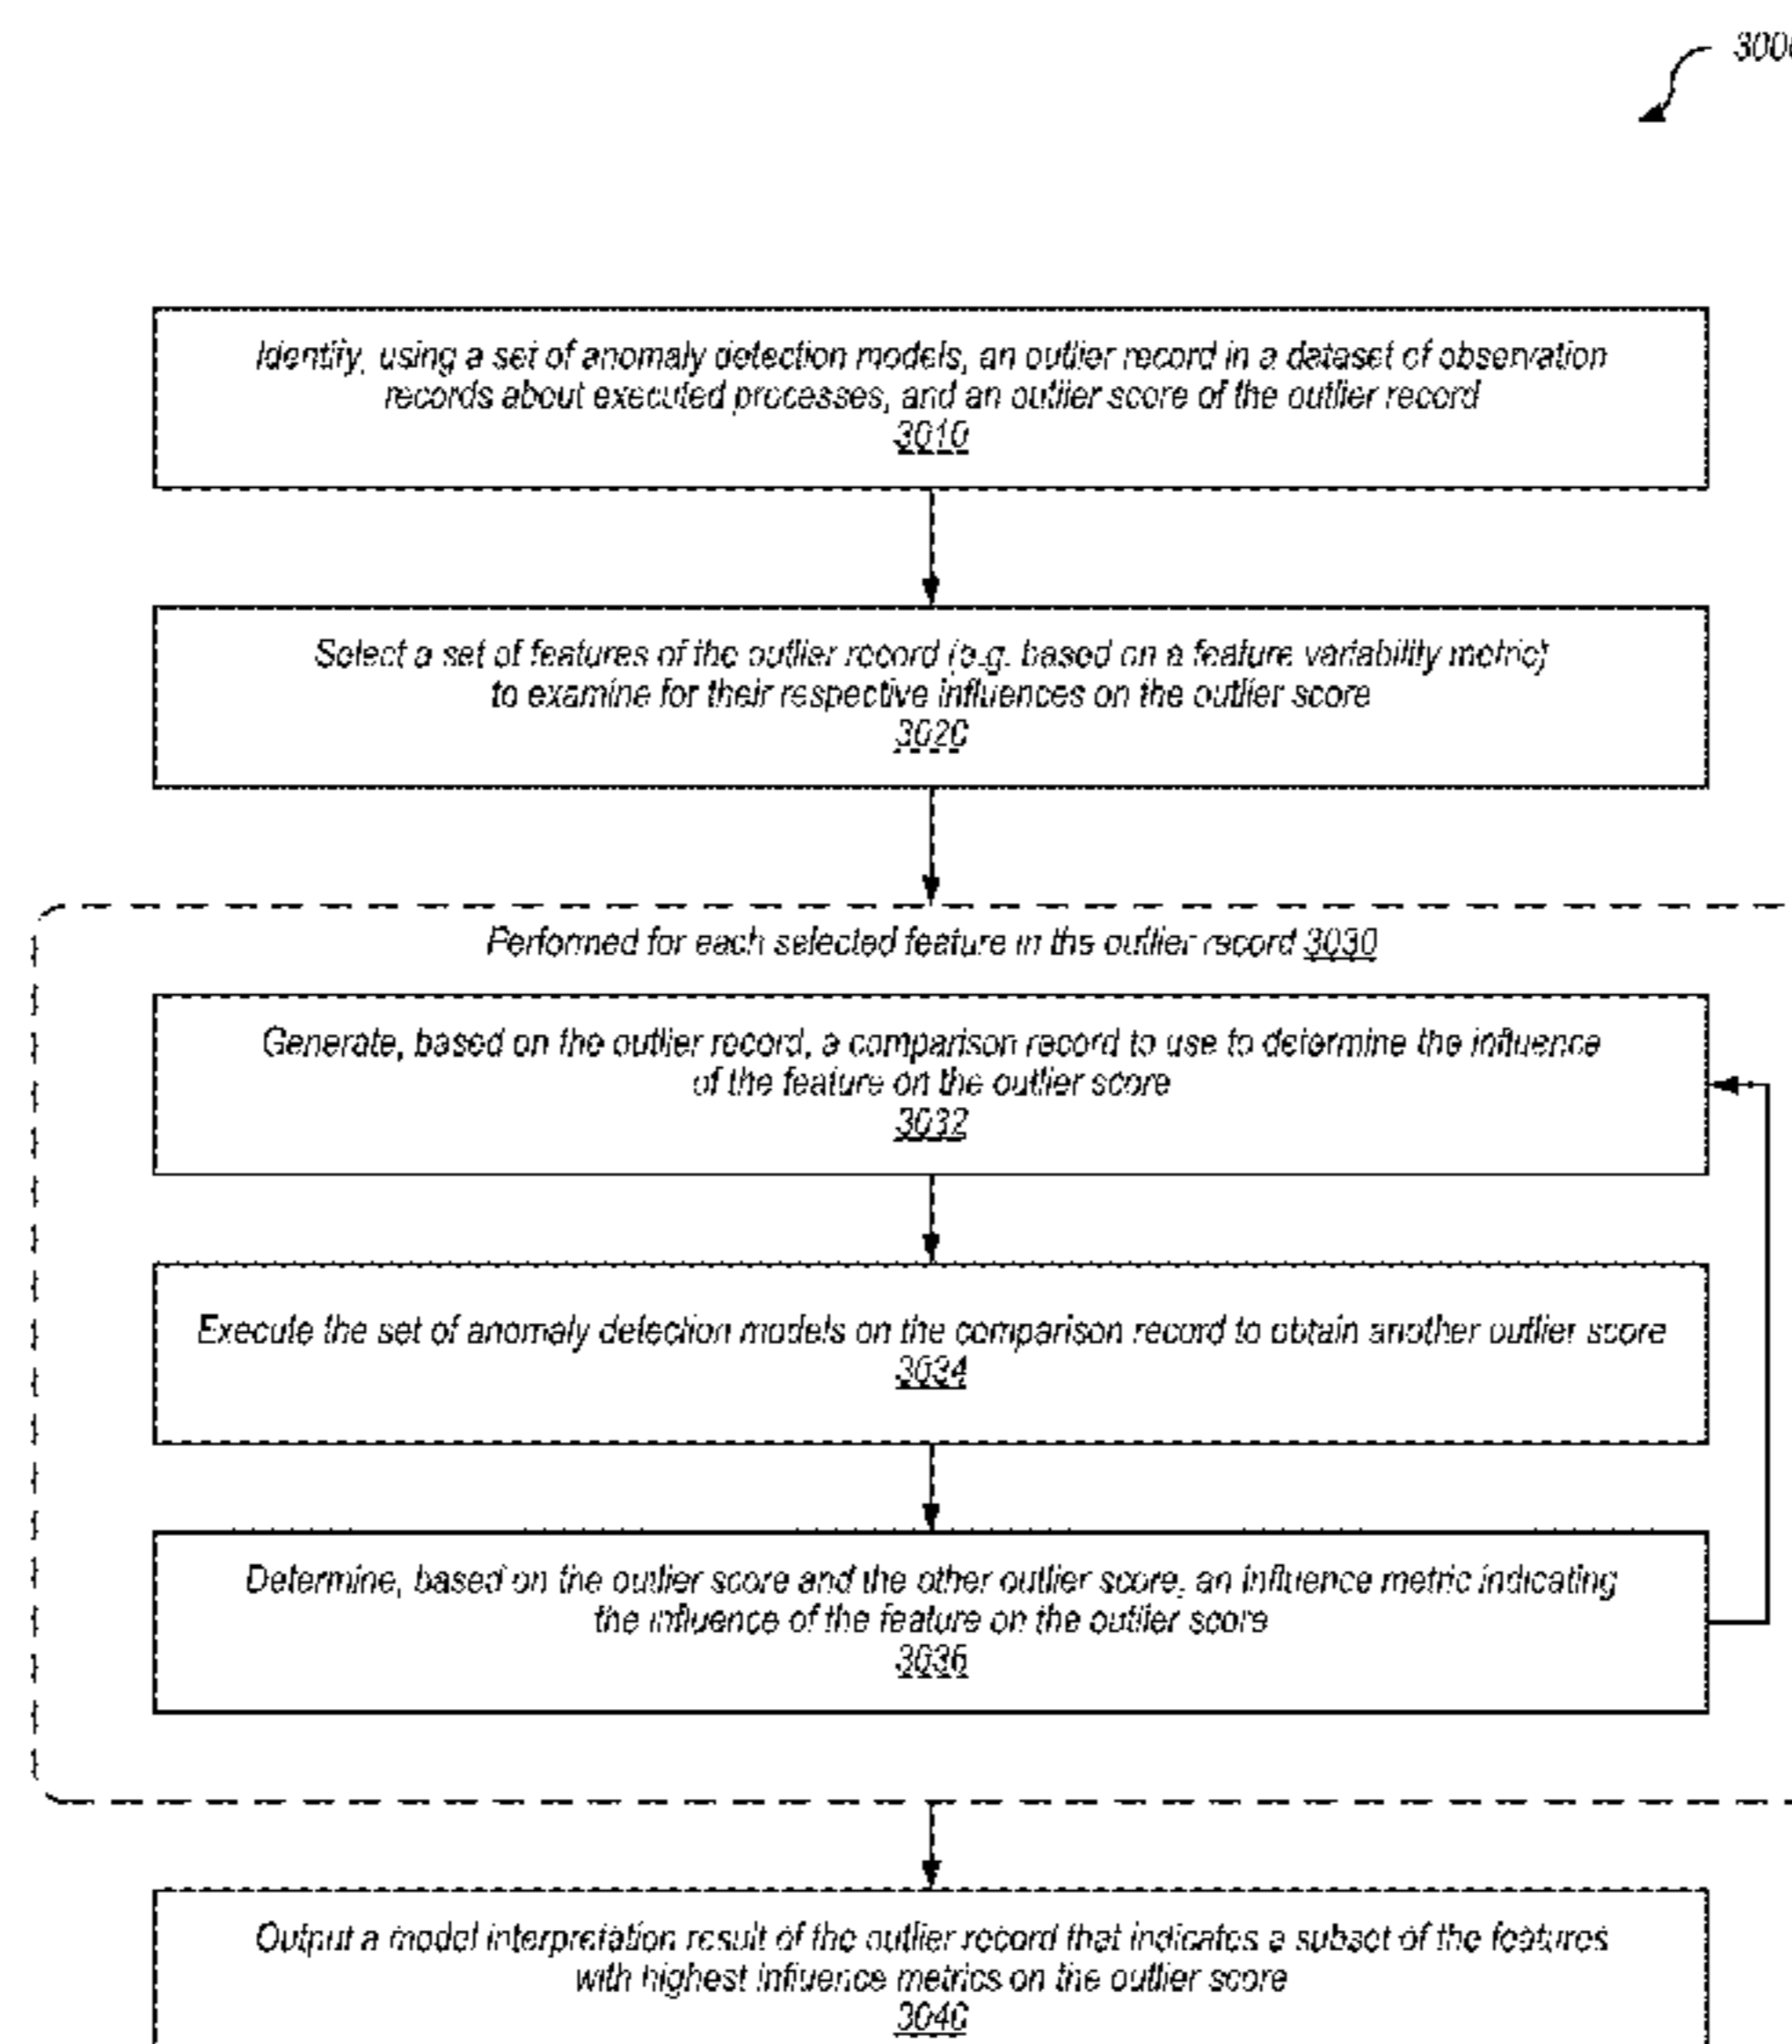 3000
Identify, using a set of anomaly detection models, an outlier record in a dataset of observation
records about executed processes, and an outlier score of the outlier record
3010
Select a set of features of the outlier record (e.g. based on a feature variability metric)
to examine for their respective influences on the outlier score
3020
Performed for each selected feature in the outlier record 3030
Generate, based on the outlier record, a comparison record to use to determine the influence
of the feature on the outlier score
3032
Execute the set of anomaly detection models on the comparison record to obtain another outlier score
3034
Determine, based on the outlier score and the other outlier score, an influence metric indicating
the influence of the feature on the outlier score
3036
Output a model interpretation result of the outlier record that indicates a subset of the features
with highest influence metrics on the outlier score
3040